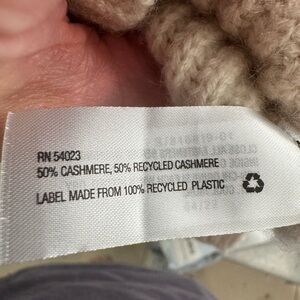 RN 54023
50% CASHMERE, 50% RECYCLED CASHMERE
LABEL MADE FROM 100% RECYCLED PLASTIC